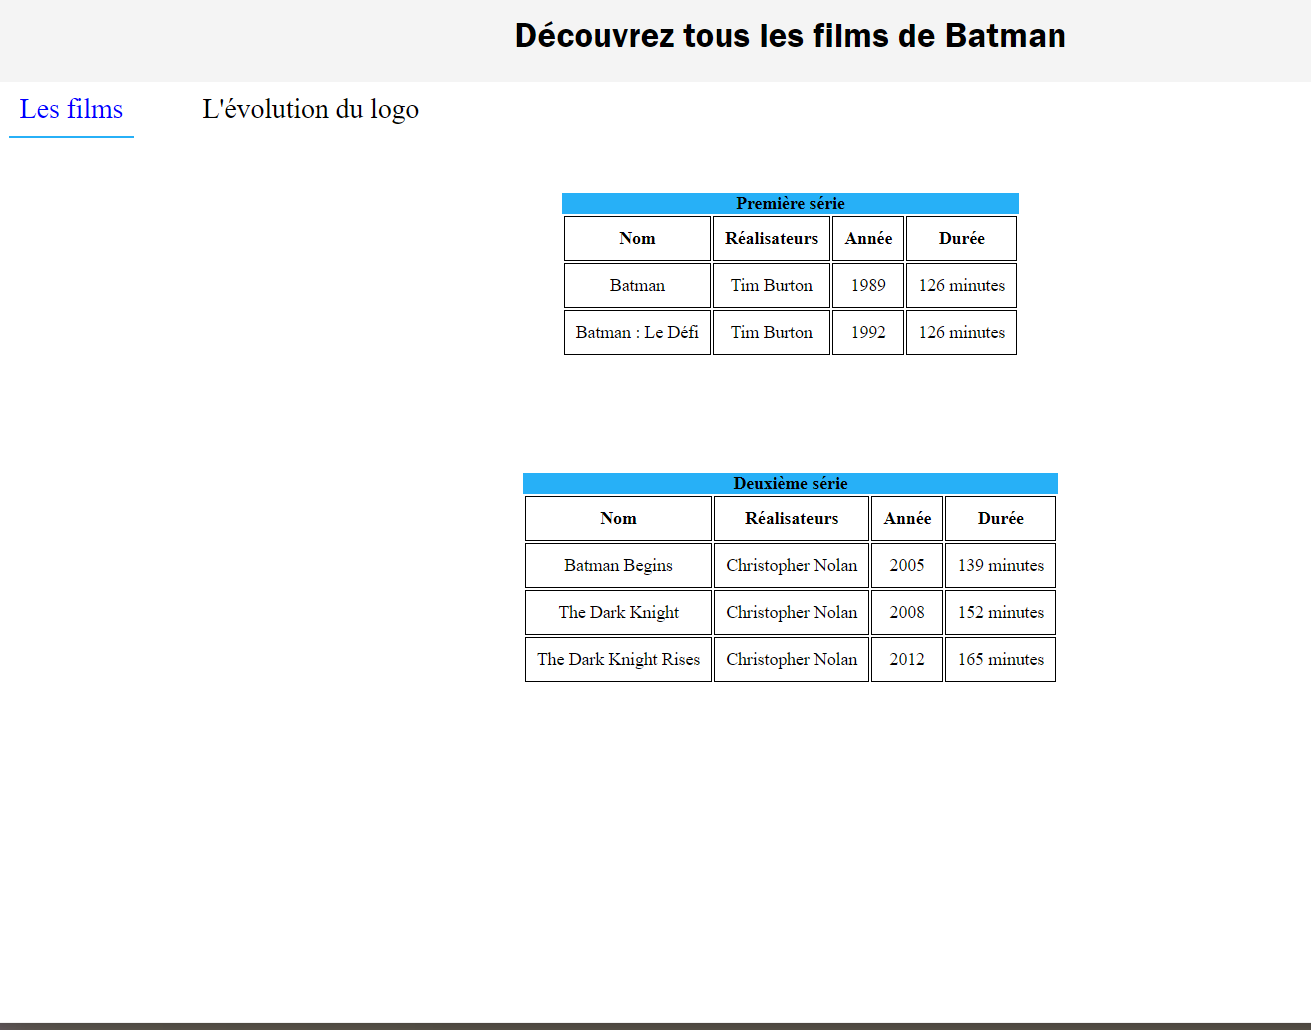 Découvrez tous les films de Batman
Les films L'évolution du logo
Première série
Nom Réalisateurs Année Durée
Batman Tim Burton 1989 126 minutes
Batman : Le Défi Tim Burton 1992 126 minutes
Deuxième série
Nom Réalisateurs Année Durée
Batman Begins Christopher Nolan 2005 139 minutes
The Dark Knight Christopher Nolan 2008 152 minutes
The Dark Knight Rises Christopher Nolan 2012 165 minutes